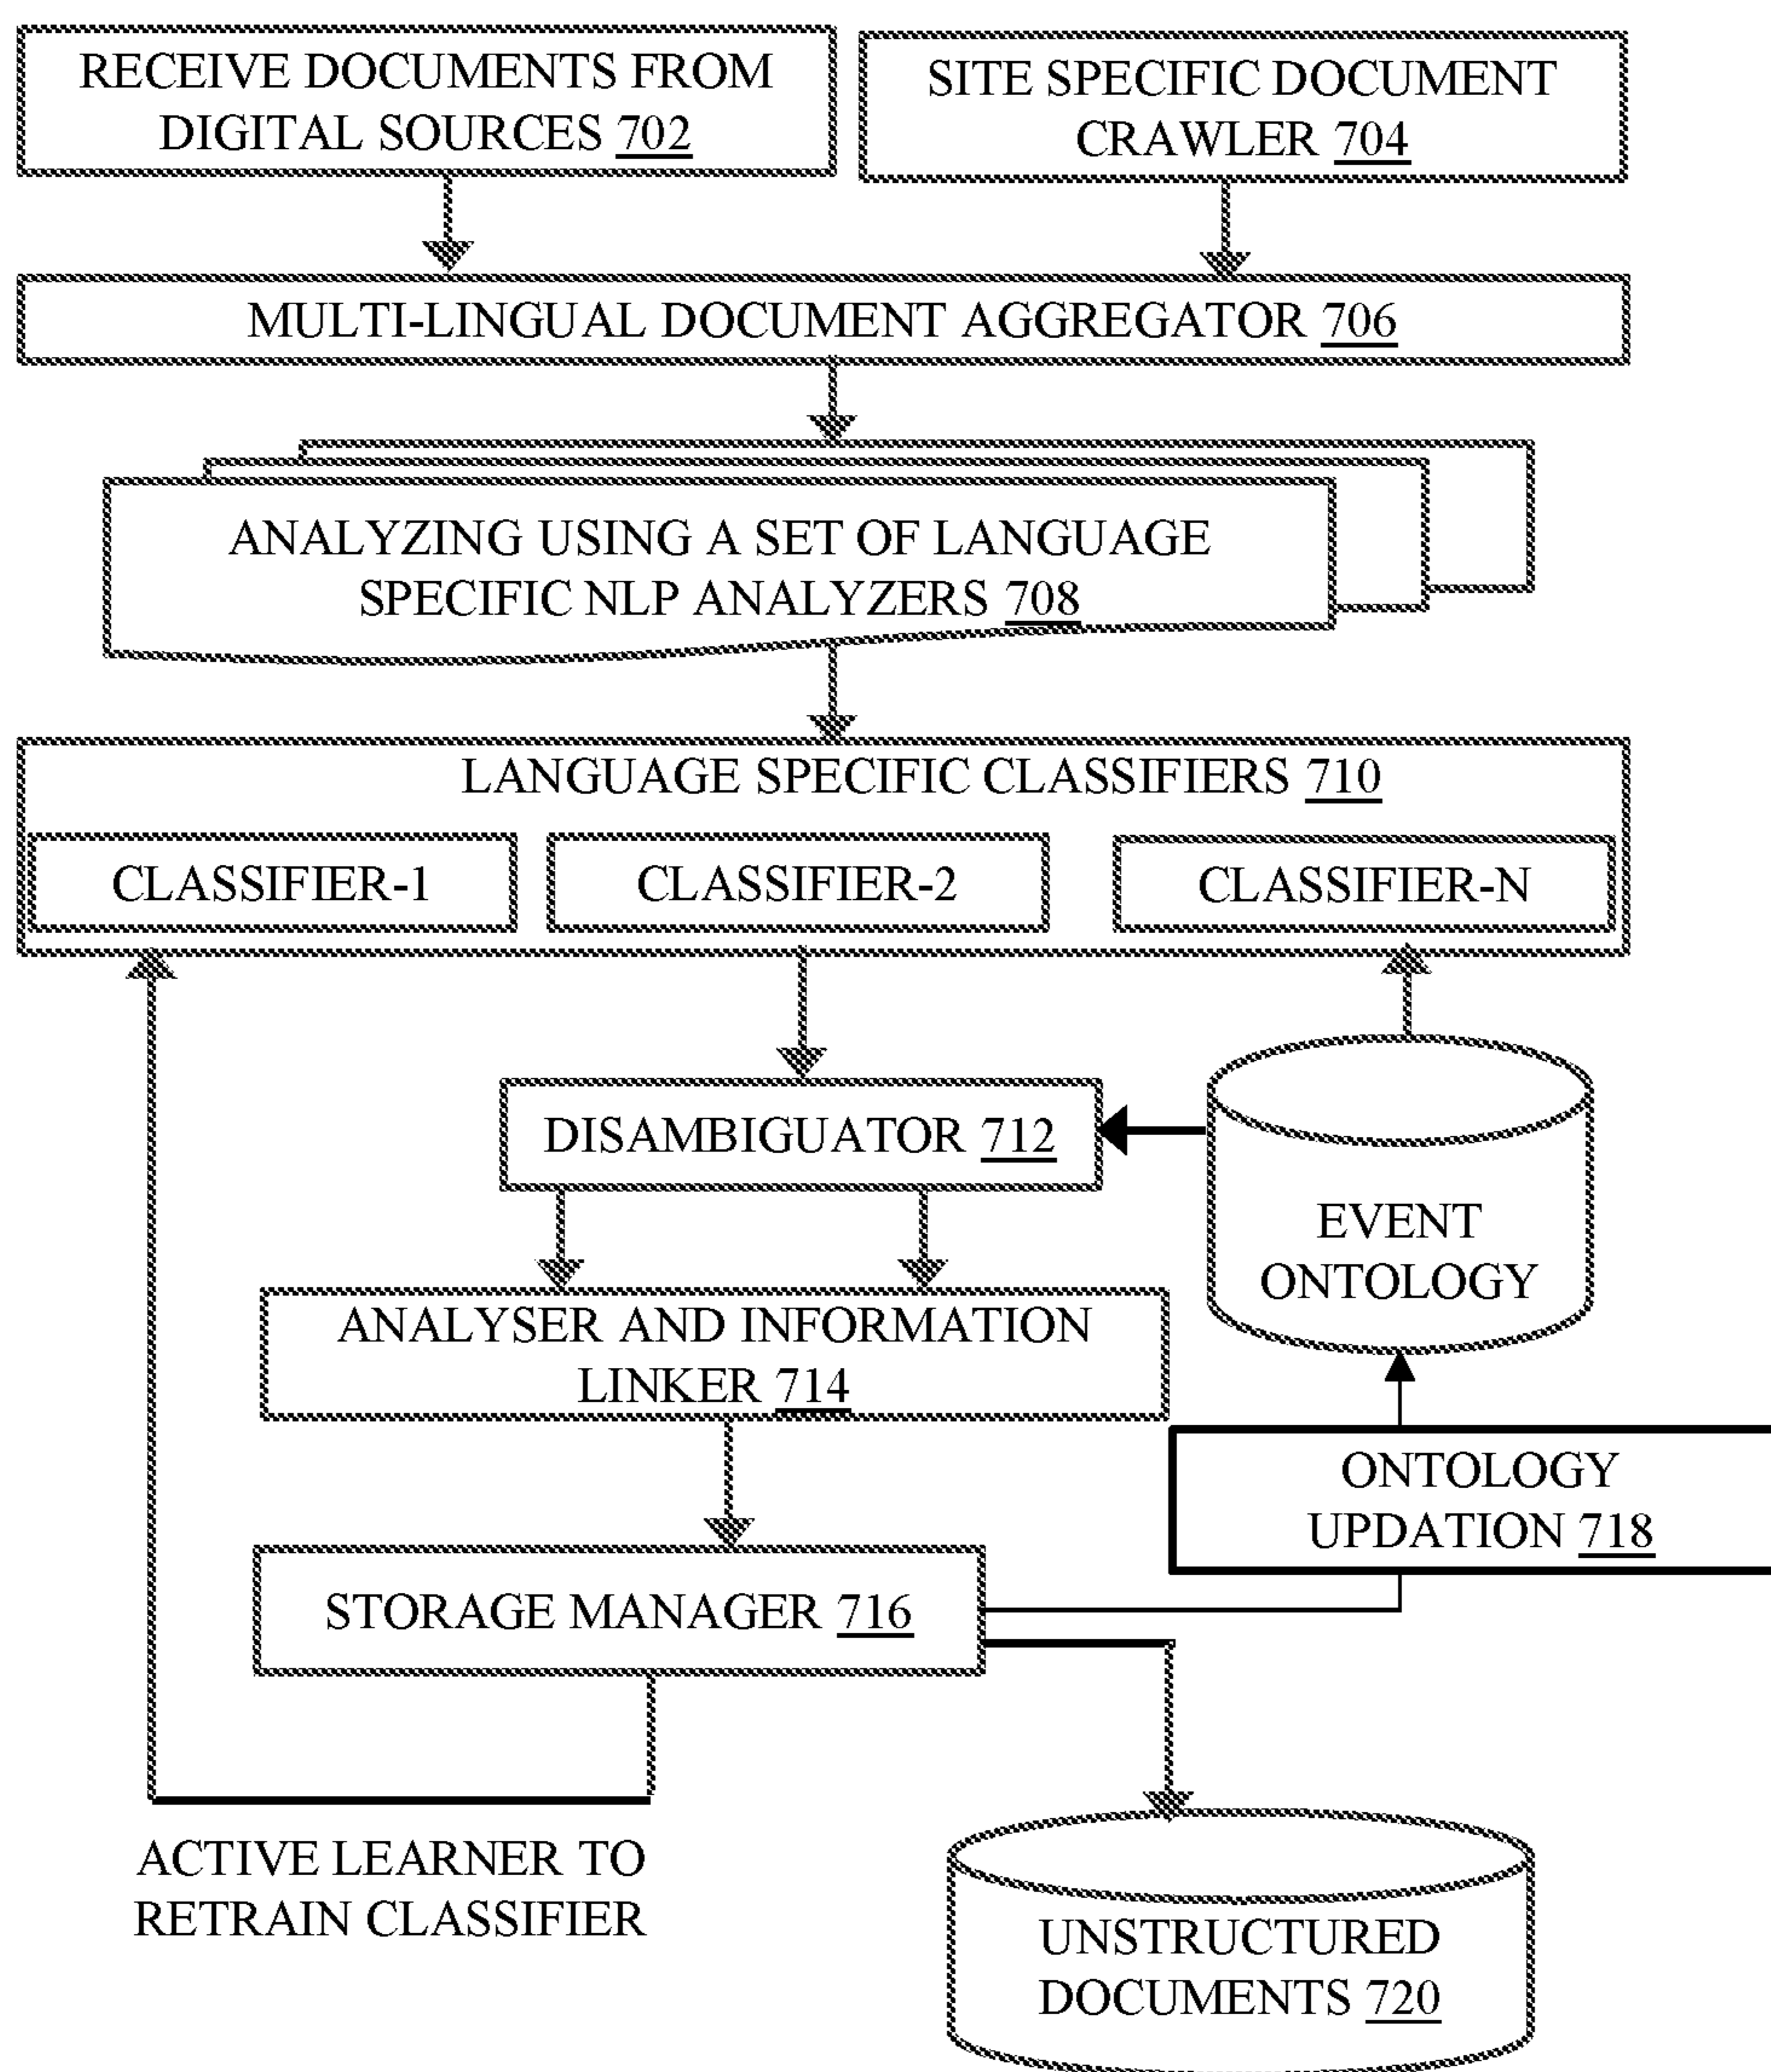 RECEIVE DOCUMENTS FROM
DIGITAL SOURCES 702
SITE SPECIFIC DOCUMENT
CRAWLER 704
MULTI-LINGUAL DOCUMENT AGGREGATOR 706
ANALYZING USING A SET OF LANGUAGE
SPECIFIC NLP ANALYZERS 708
LANGUAGE SPECIFIC CLASSIFIERS 710
CLASSIFIER-1
CLASSIFIER-2
CLASSIFIER-N
DISAMBIGUATOR 712
EVENT
ONTOLOGY
ANALYSER AND INFORMATION
LINKER 714
ONTOLOGY
UPDATION 718
STORAGE MANAGER 716
ACTIVE LEARNER TO
RETRAIN CLASSIFIER
UNSTRUCTURED
DOCUMENTS 720